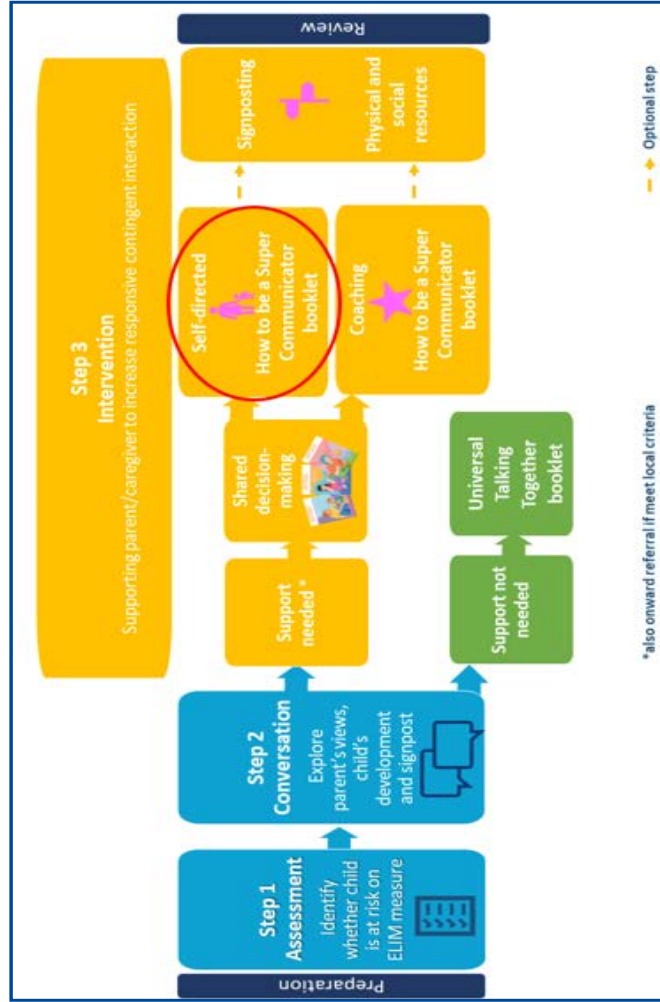 Preparation
Step 1
Assessment
Identify
whether child
is at risk on
ELIM measure
Step 2
Conversation
Explore
parent's views,
child's
development
and signpost
Step 3
Intervention
Supporting parent/caregiver to increase responsive contingent interaction
Support
needed*
Shared
decision-
making
Self-directed
How to be a Super
Communicator
booklet
Coaching
How to be a Super
Communicator
booklet
Signposting
Physical and
social
resources
Review
Support not
needed
Universal
Talking
Together
booklet
*also onward referral if meet local criteria
Optional step